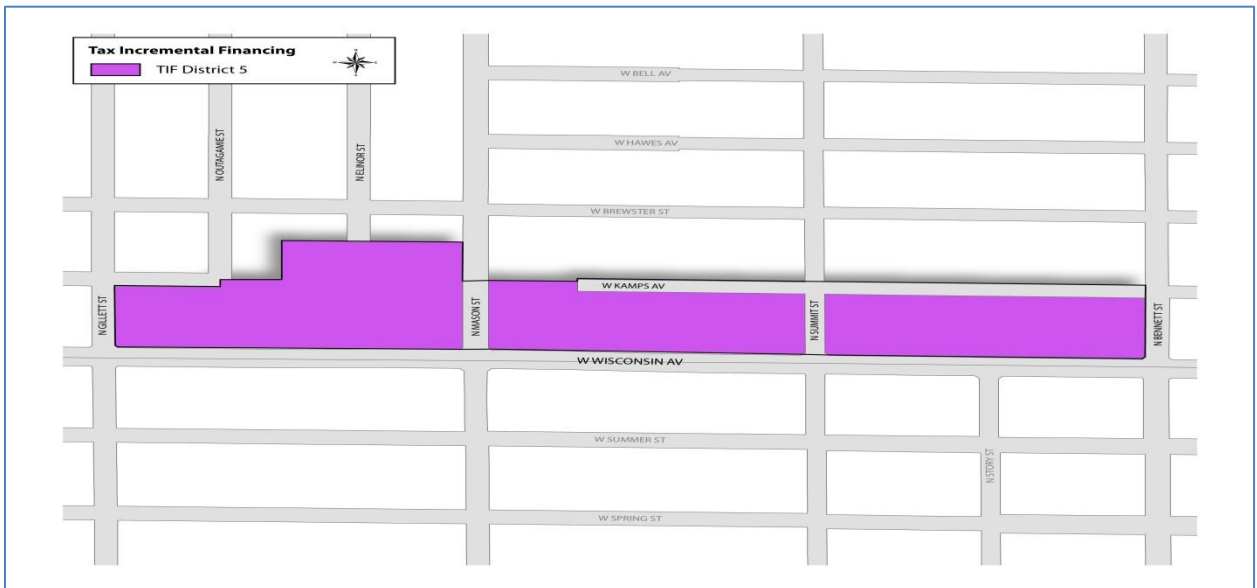 Tax Incremental Financing
TIF District 5
W BELL AV
N OUTAGAMIE ST
N ELINOR ST
W HAWES AV
W BREWSTER ST
W KAMPS AV
N GILLETT ST
N MASON ST
N SUMMIT ST
N BENNETT ST
W WISCONSIN AV
W SUMMER ST
N STORY ST
W SPRING ST